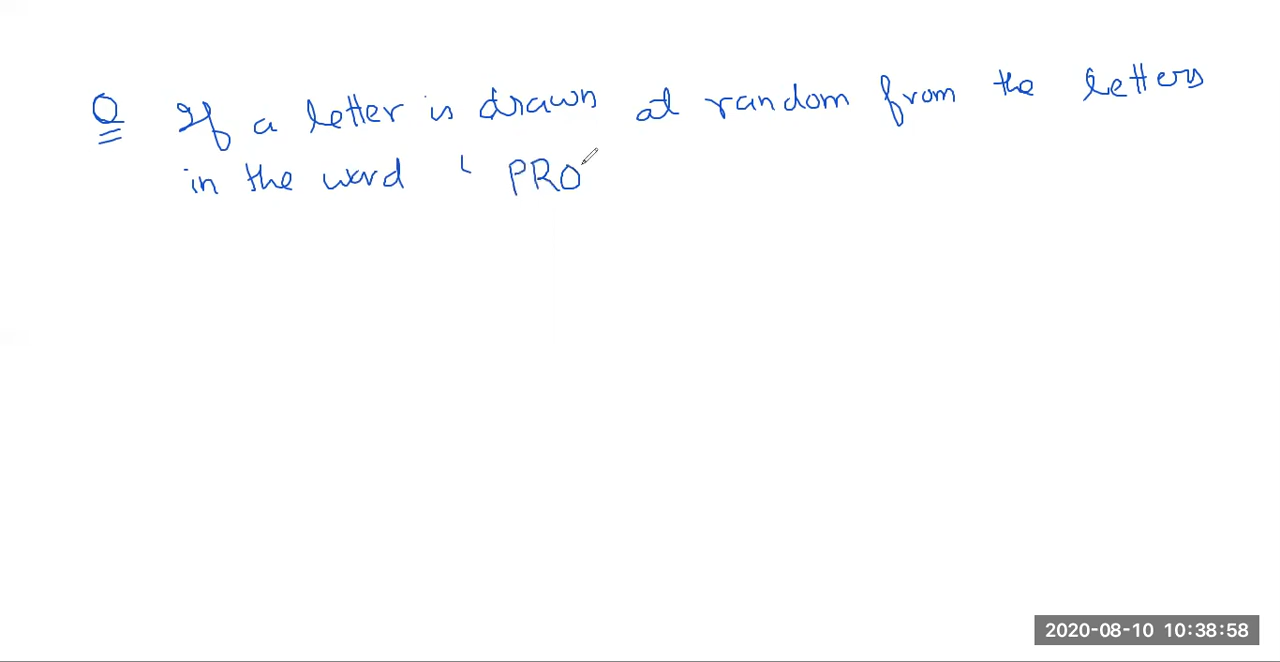 Q If a letter is drawn at random from the letters
in the word ‘ PRO
2020-08-10 10:38:58